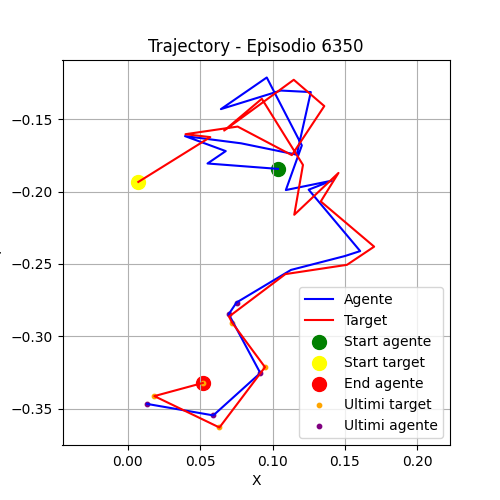 Trajectory - Episodio 6350
−0.15
−0.20
−0.25
−0.30
−0.35
0.00 0.05 0.10 0.15 0.20
X
Agente
Target
Start agente
Start target
End agente
Ultimi target
Ultimi agente